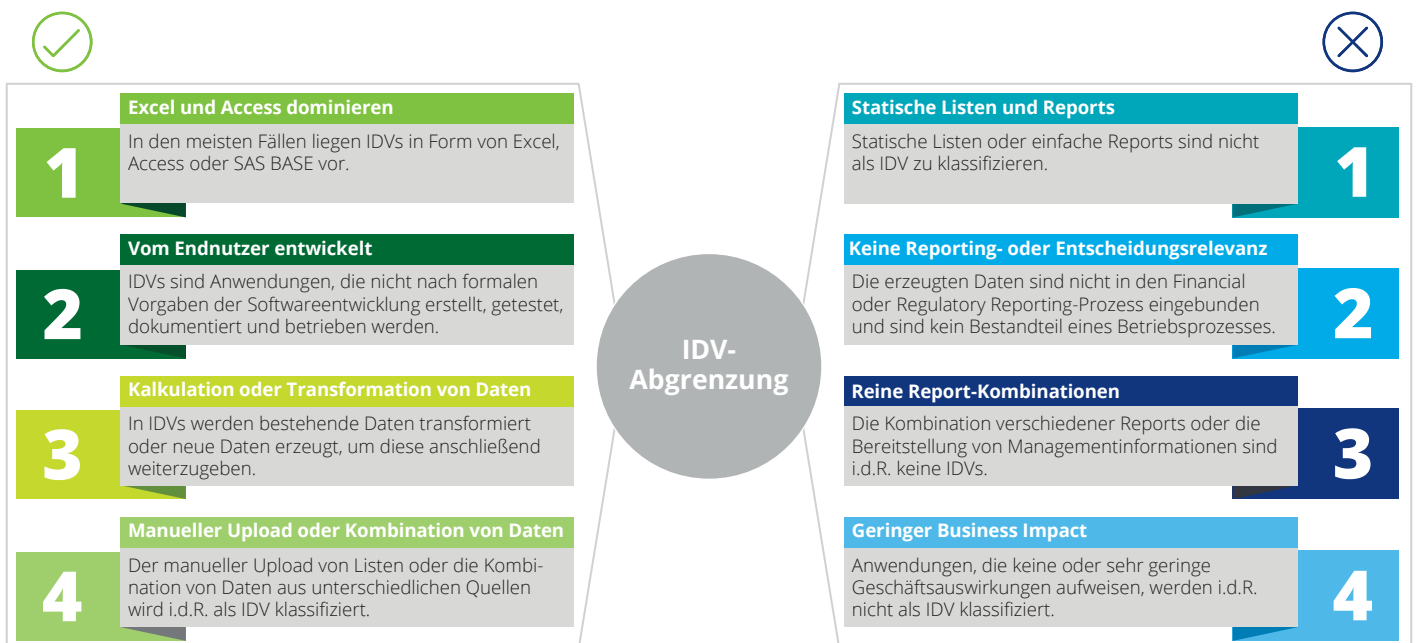 Excel und Access dominieren
1
In den meisten Fällen liegen IDVs in Form von Excel,
Access oder SAS BASE vor.
Vom Endnutzer entwickelt
2
IDVs sind Anwendungen, die nicht nach formalen
Vorgaben der Softwareentwicklung erstellt, getestet,
dokumentiert und betrieben werden.
Kalkulation oder Transformation von Daten
3
In IDVs werden bestehende Daten transformiert
oder neue Daten erzeugt, um diese anschließend
weiterzugeben.
Manueller Upload oder Kombination von Daten
4
Der manueller Upload von Listen oder die Kombi-
nation von Daten aus unterschiedlichen Quellen
wird i.d.R. als IDV klassifiziert.
IDV-
Abgrenzung
Statische Listen und Reports
Statische Listen oder einfache Reports sind nicht
als IDV zu klassifizieren.
1
Keine Reporting- oder Entscheidungsrelevanz
Die erzeugten Daten sind nicht in den Financial
oder Regulatory Reporting-Prozess eingebunden
und sind kein Bestandteil eines Betriebsprozesses.
2
Reine Report-Kombinationen
Die Kombination verschiedener Reports oder die
Bereitstellung von Managementinformationen sind
i.d.R. keine IDVs.
3
Geringer Business Impact
Anwendungen, die keine oder sehr geringe
Geschäftsauswirkungen aufweisen, werden i.d.R.
nicht als IDV klassifiziert.
4